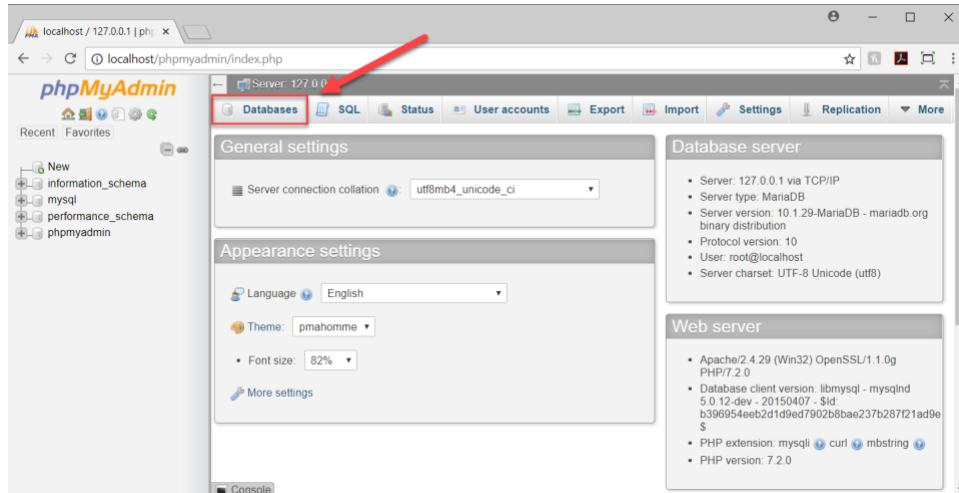 localhost / 127.0.0.1 | ph
localhost/phpmyadmin/index.php
phpMyAdmin
Recent Favorites
New
information_schema
mysql
performance_schema
phpmyadmin
Server: 127.0.0
Databases SQL Status User accounts Export Import Settings Replication More
General settings
Server connection collation : utf8mb4_unicode_ci
Appearance settings
Language English
Theme: pmahomme
• Font size: 82%
More settings
Database server
• Server: 127.0.0.1 via TCP/IP
• Server type: MariaDB
• Server version: 10.1.29-MariaDB - mariadb.org
binary distribution
• Protocol version: 10
• User: root@localhost
• Server charset: UTF-8 Unicode (utf8)
Web server
• Apache/2.4.29 (Win32) OpenSSL/1.1.0g
PHP/7.2.0
• Database client version: libmysql - mysqlnd
5.0.12-dev - 20150407 - $Id:
b396954eeb2d1d9ed7902b8bae237b287f21ad9e
$
• PHP extension: mysqli curl mbstring
• PHP version: 7.2.0
Console